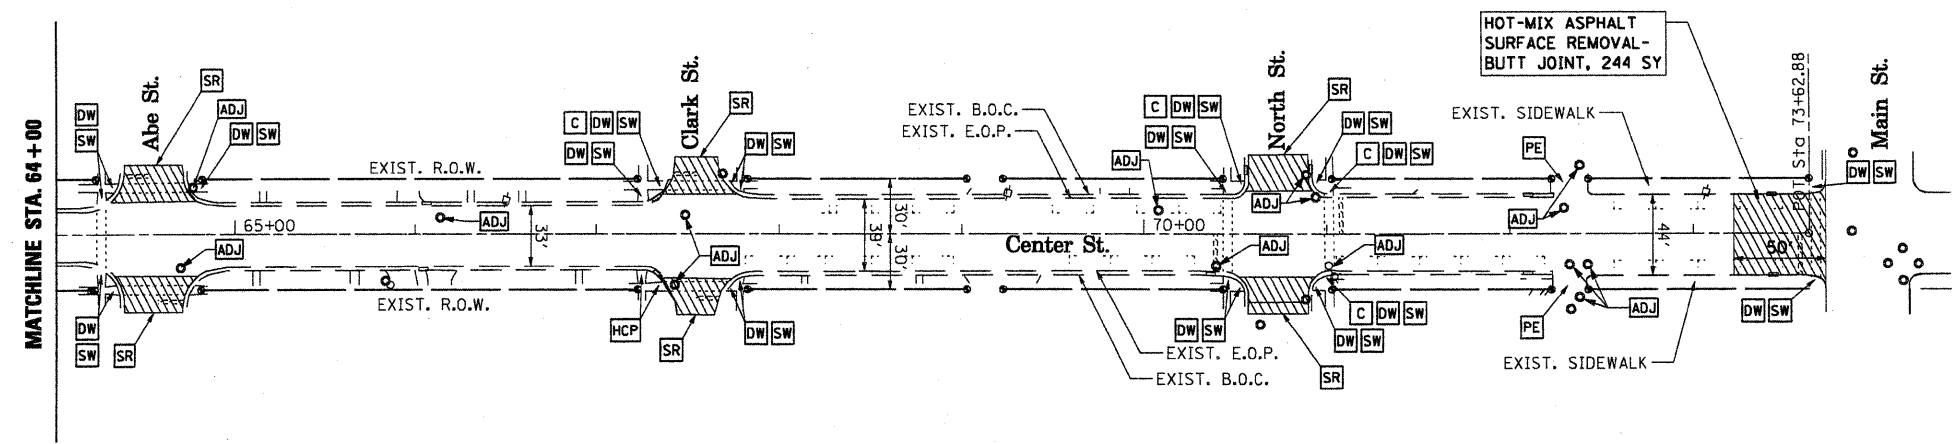 MATCHLINE STA. 64+00
HOT-MIX ASPHALT
SURFACE REMOVAL-
BUTT JOINT, 244 SY
Abe St.
Clark St.
North St.
Main St.
POT Sta 73+62.88
SR
DW
SW
ADJ
DW SW
C DW SW
DW SW
SR
DW SW
EXIST. B.O.C.
EXIST. E.O.P.
C DW SW
DW SW
SR
DW SW
C DW SW
EXIST. SIDEWALK
PE
EXIST. R.O.W.
ADJ
ADJ
DW SW
65+00
ADJ
33'
39'
30'
30'
70+00
Center St.
ADJ
44'
50'
ADJ
ADJ
ADJ
ADJ
EXIST. R.O.W.
DW
SW
SR
HCP
SR
DW SW
DW SW
EXIST. E.O.P.
EXIST. B.O.C.
C DW SW
DW SW
SR
PE
ADJ
DW SW
EXIST. SIDEWALK